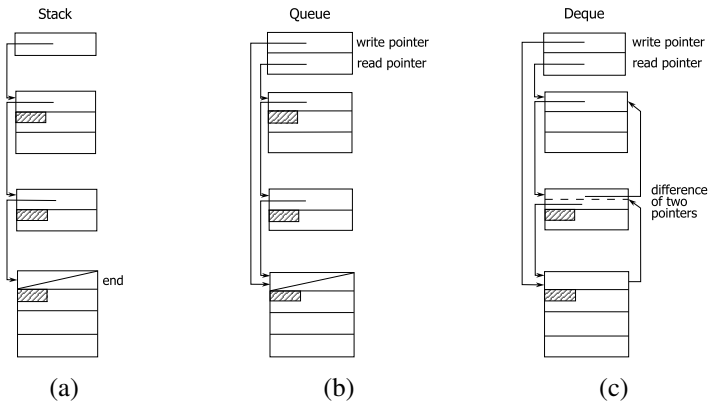 Stack
Queue
Deque
write pointer
read pointer
write pointer
read pointer
difference
of two
pointers
end
(a)
(b)
(c)